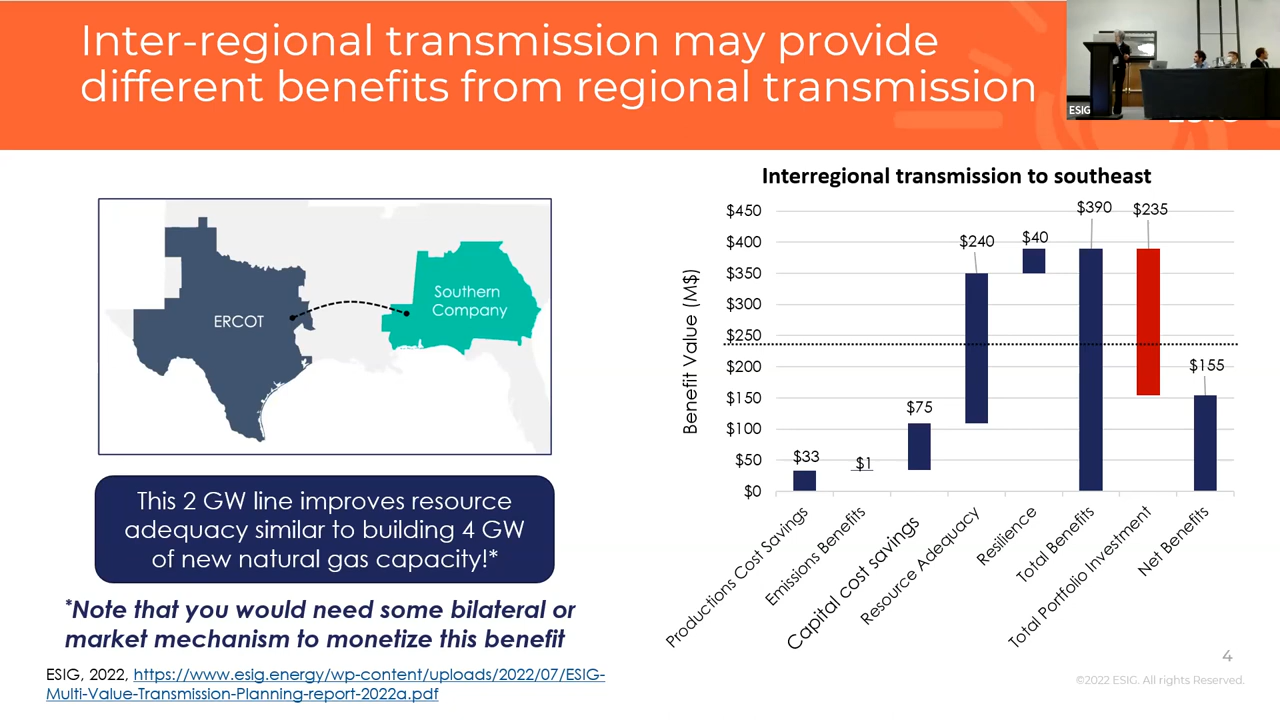 Inter-regional transmission may provide
different benefits from regional transmission
ESIG
ERCOT
Southern
Company
This 2 GW line improves resource
adequacy similar to building 4 GW
of new natural gas capacity!*
*Note that you would need some bilateral or
market mechanism to monetize this benefit
ESIG, 2022, https://www.esig.energy/wp-content/uploads/2022/07/ESIG-
Multi-Value-Transmission-Planning-report-2022a.pdf
Interregional transmission to southeast
Benefit Value (M$)
$450
$400
$350
$300
$250
$200
$150
$100
$50
$0
$33
$1
$75
$240
$40
$390
$235
$155
Productions Cost Savings
Emissions Benefits
Capital cost savings
Resource Adequacy
Resilience
Total Benefits
Total Portfolio Investment
Net Benefits
4
©2022 ESIG. All rights Reserved.